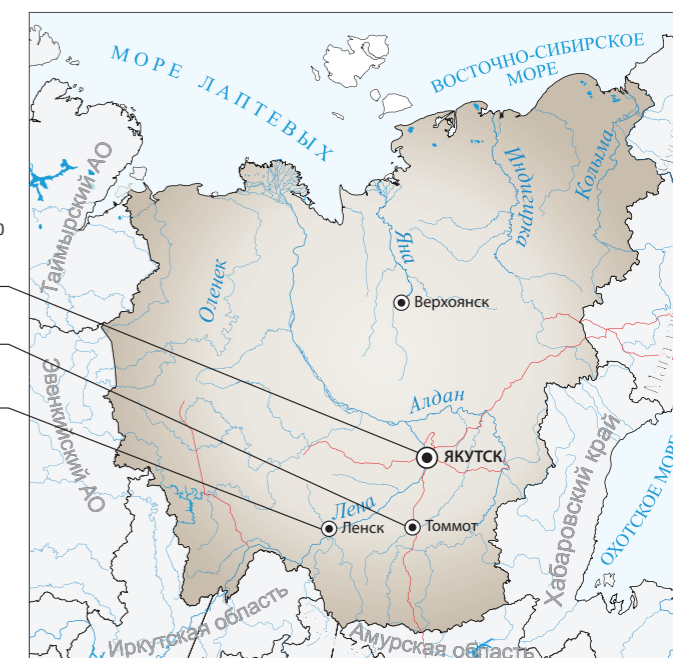 МОРЕ ЛАПТЕВЫХ
ВОСТОЧНО-СИБИРСКОЕ
МОРЕ
Таймырский АО
Оленек
Яна
Индигирка
Колыма
Верхоянск
Эвенкийский АО
Алдан
ЯКУТСК
Лена
Ленск
Томмот
Хабаровский край
ОХОТСКОЕ МОРЕ
Иркутская область
Амурская область